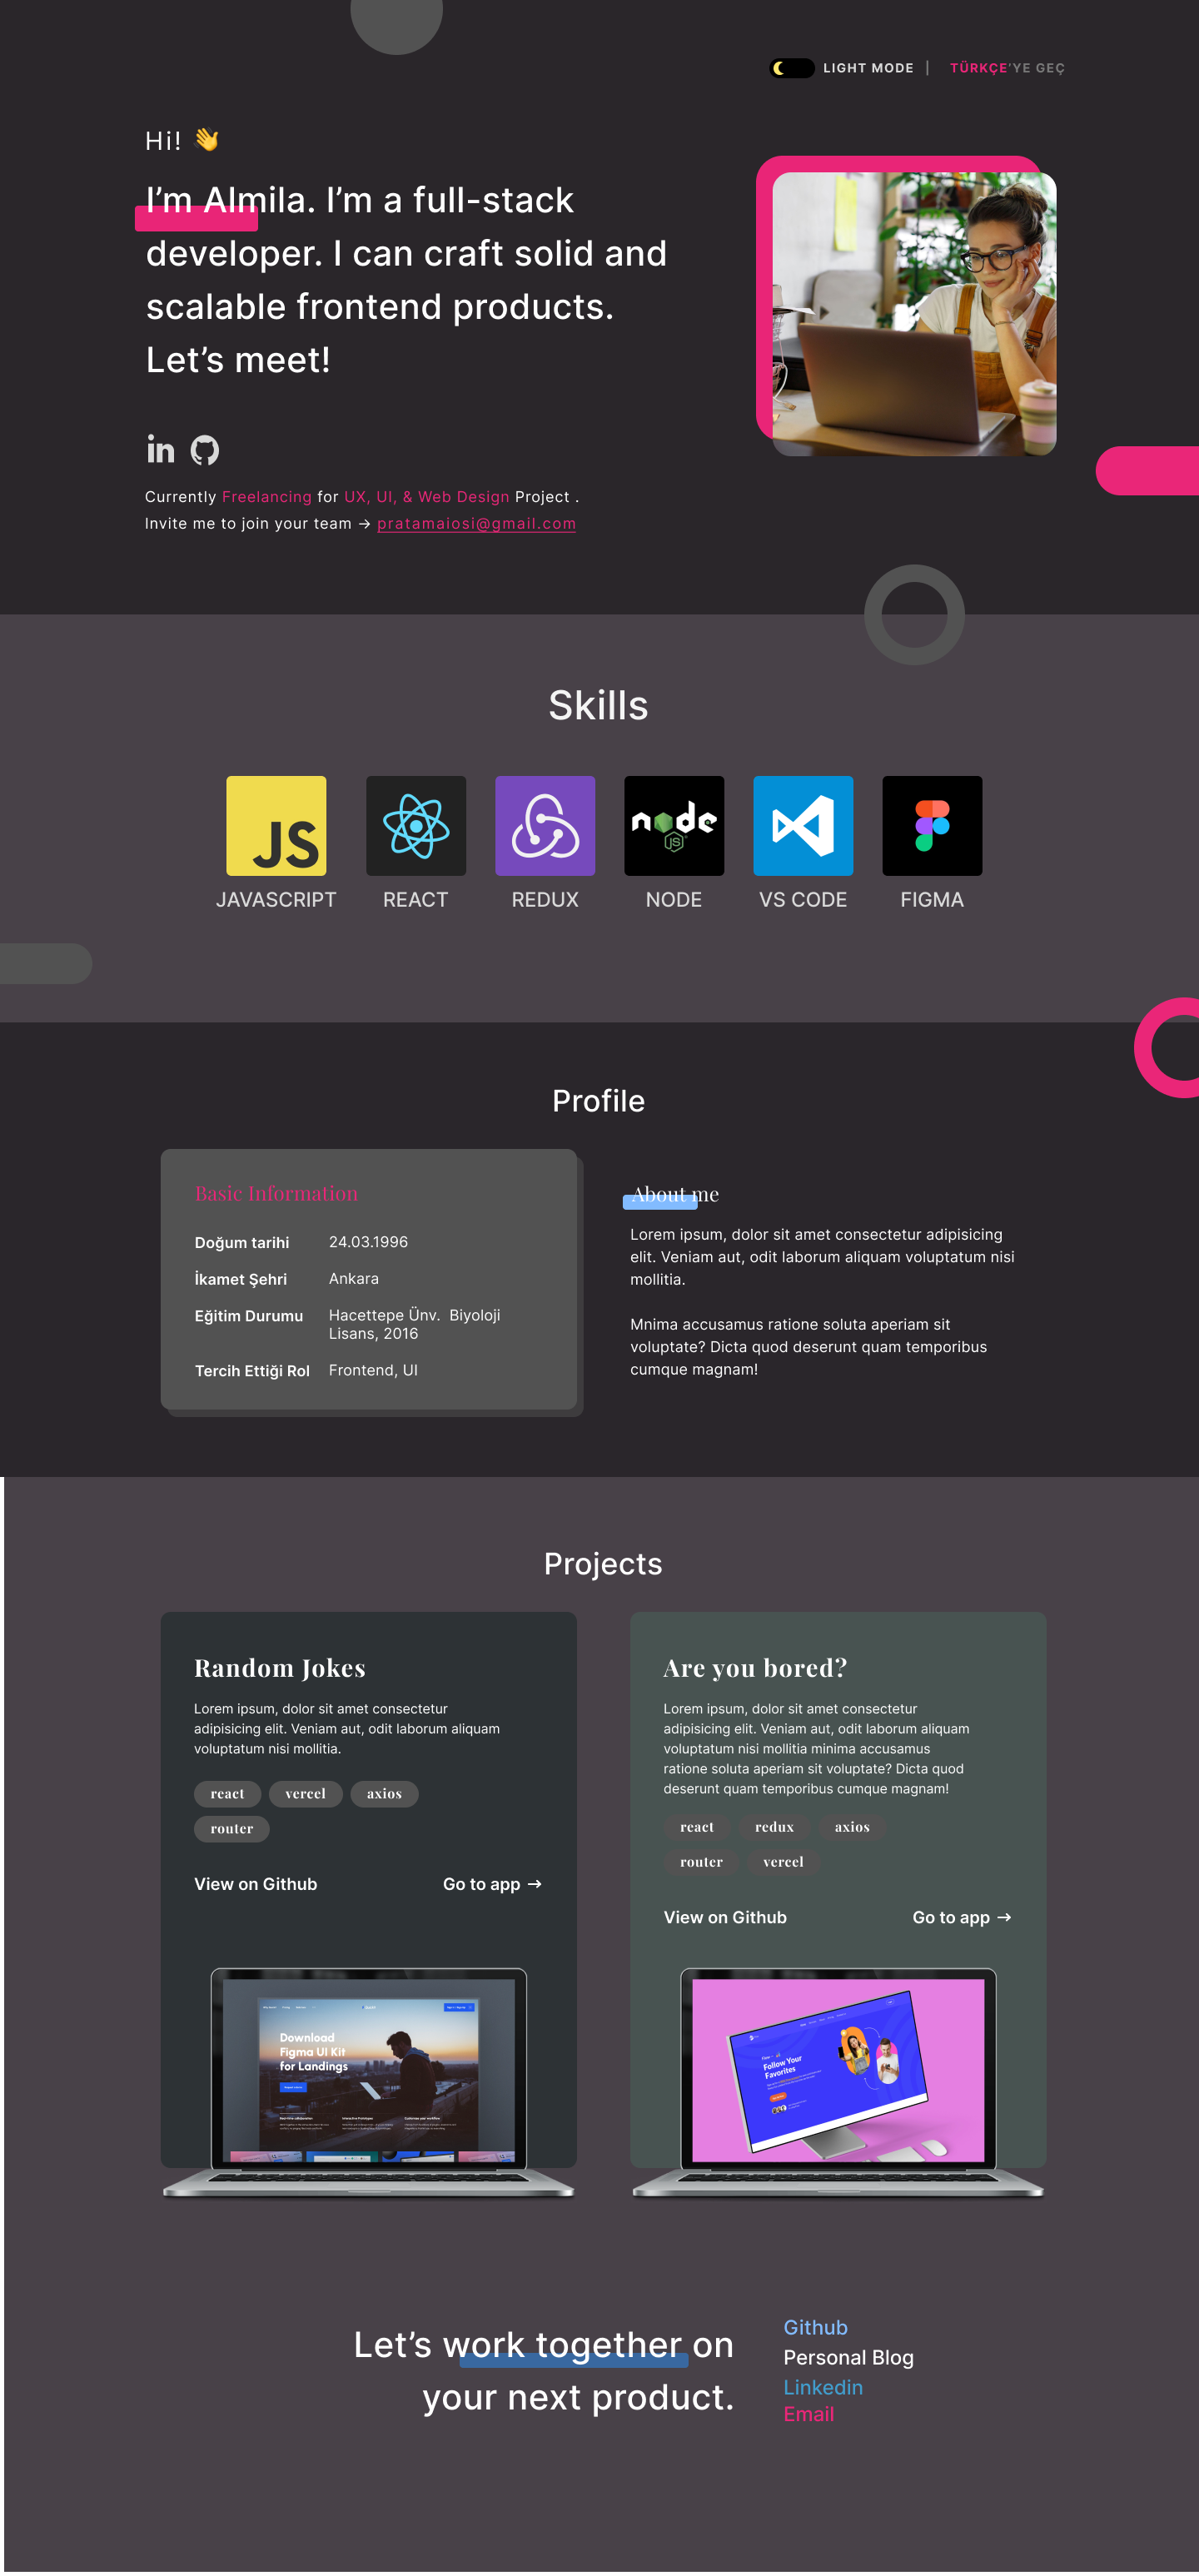 LIGHT MODE | TÜRKÇE'YE GEÇ
Hi! 👋
I’m Almila. I’m a full-stack
developer. I can craft solid and
scalable frontend products.
Let’s meet!
in
Currently Freelancing for UX, UI, & Web Design Project .
Invite me to join your team → pratamaiosi@gmail.com
Skills
JS
node
JS
JAVASCRIPT
REACT
REDUX
NODE
VS CODE
FIGMA
Profile
Basic Information
Doğum tarihi 24.03.1996
İkamet Şehri Ankara
Eğitim Durumu Hacettepe Ünv. Biyoloji
Lisans, 2016
Tercih Ettiği Rol Frontend, UI
About me
Lorem ipsum, dolor sit amet consectetur adipisicing
elit. Veniam aut, odit laborum aliquam voluptatum nisi
mollitia.
Mnima accusamus ratione soluta aperiam sit
voluptate? Dicta quod deserunt quam temporibus
cumque magnam!
Projects
Random Jokes
Lorem ipsum, dolor sit amet consectetur
adipisicing elit. Veniam aut, odit laborum aliquam
voluptatum nisi mollitia.
react vercel axios
router
View on Github Go to app →
Download
Figma UI Kit
for Landings
Are you bored?
Lorem ipsum, dolor sit amet consectetur
adipisicing elit. Veniam aut, odit laborum aliquam
voluptatum nisi mollitia minima accusamus
ratione soluta aperiam sit voluptate? Dicta quod
deserunt quam temporibus cumque magnam!
react redux axios
router vercel
View on Github Go to app →
Follow Your
Favorites
Let’s work together on
your next product.
Github
Personal Blog
Linkedin
Email